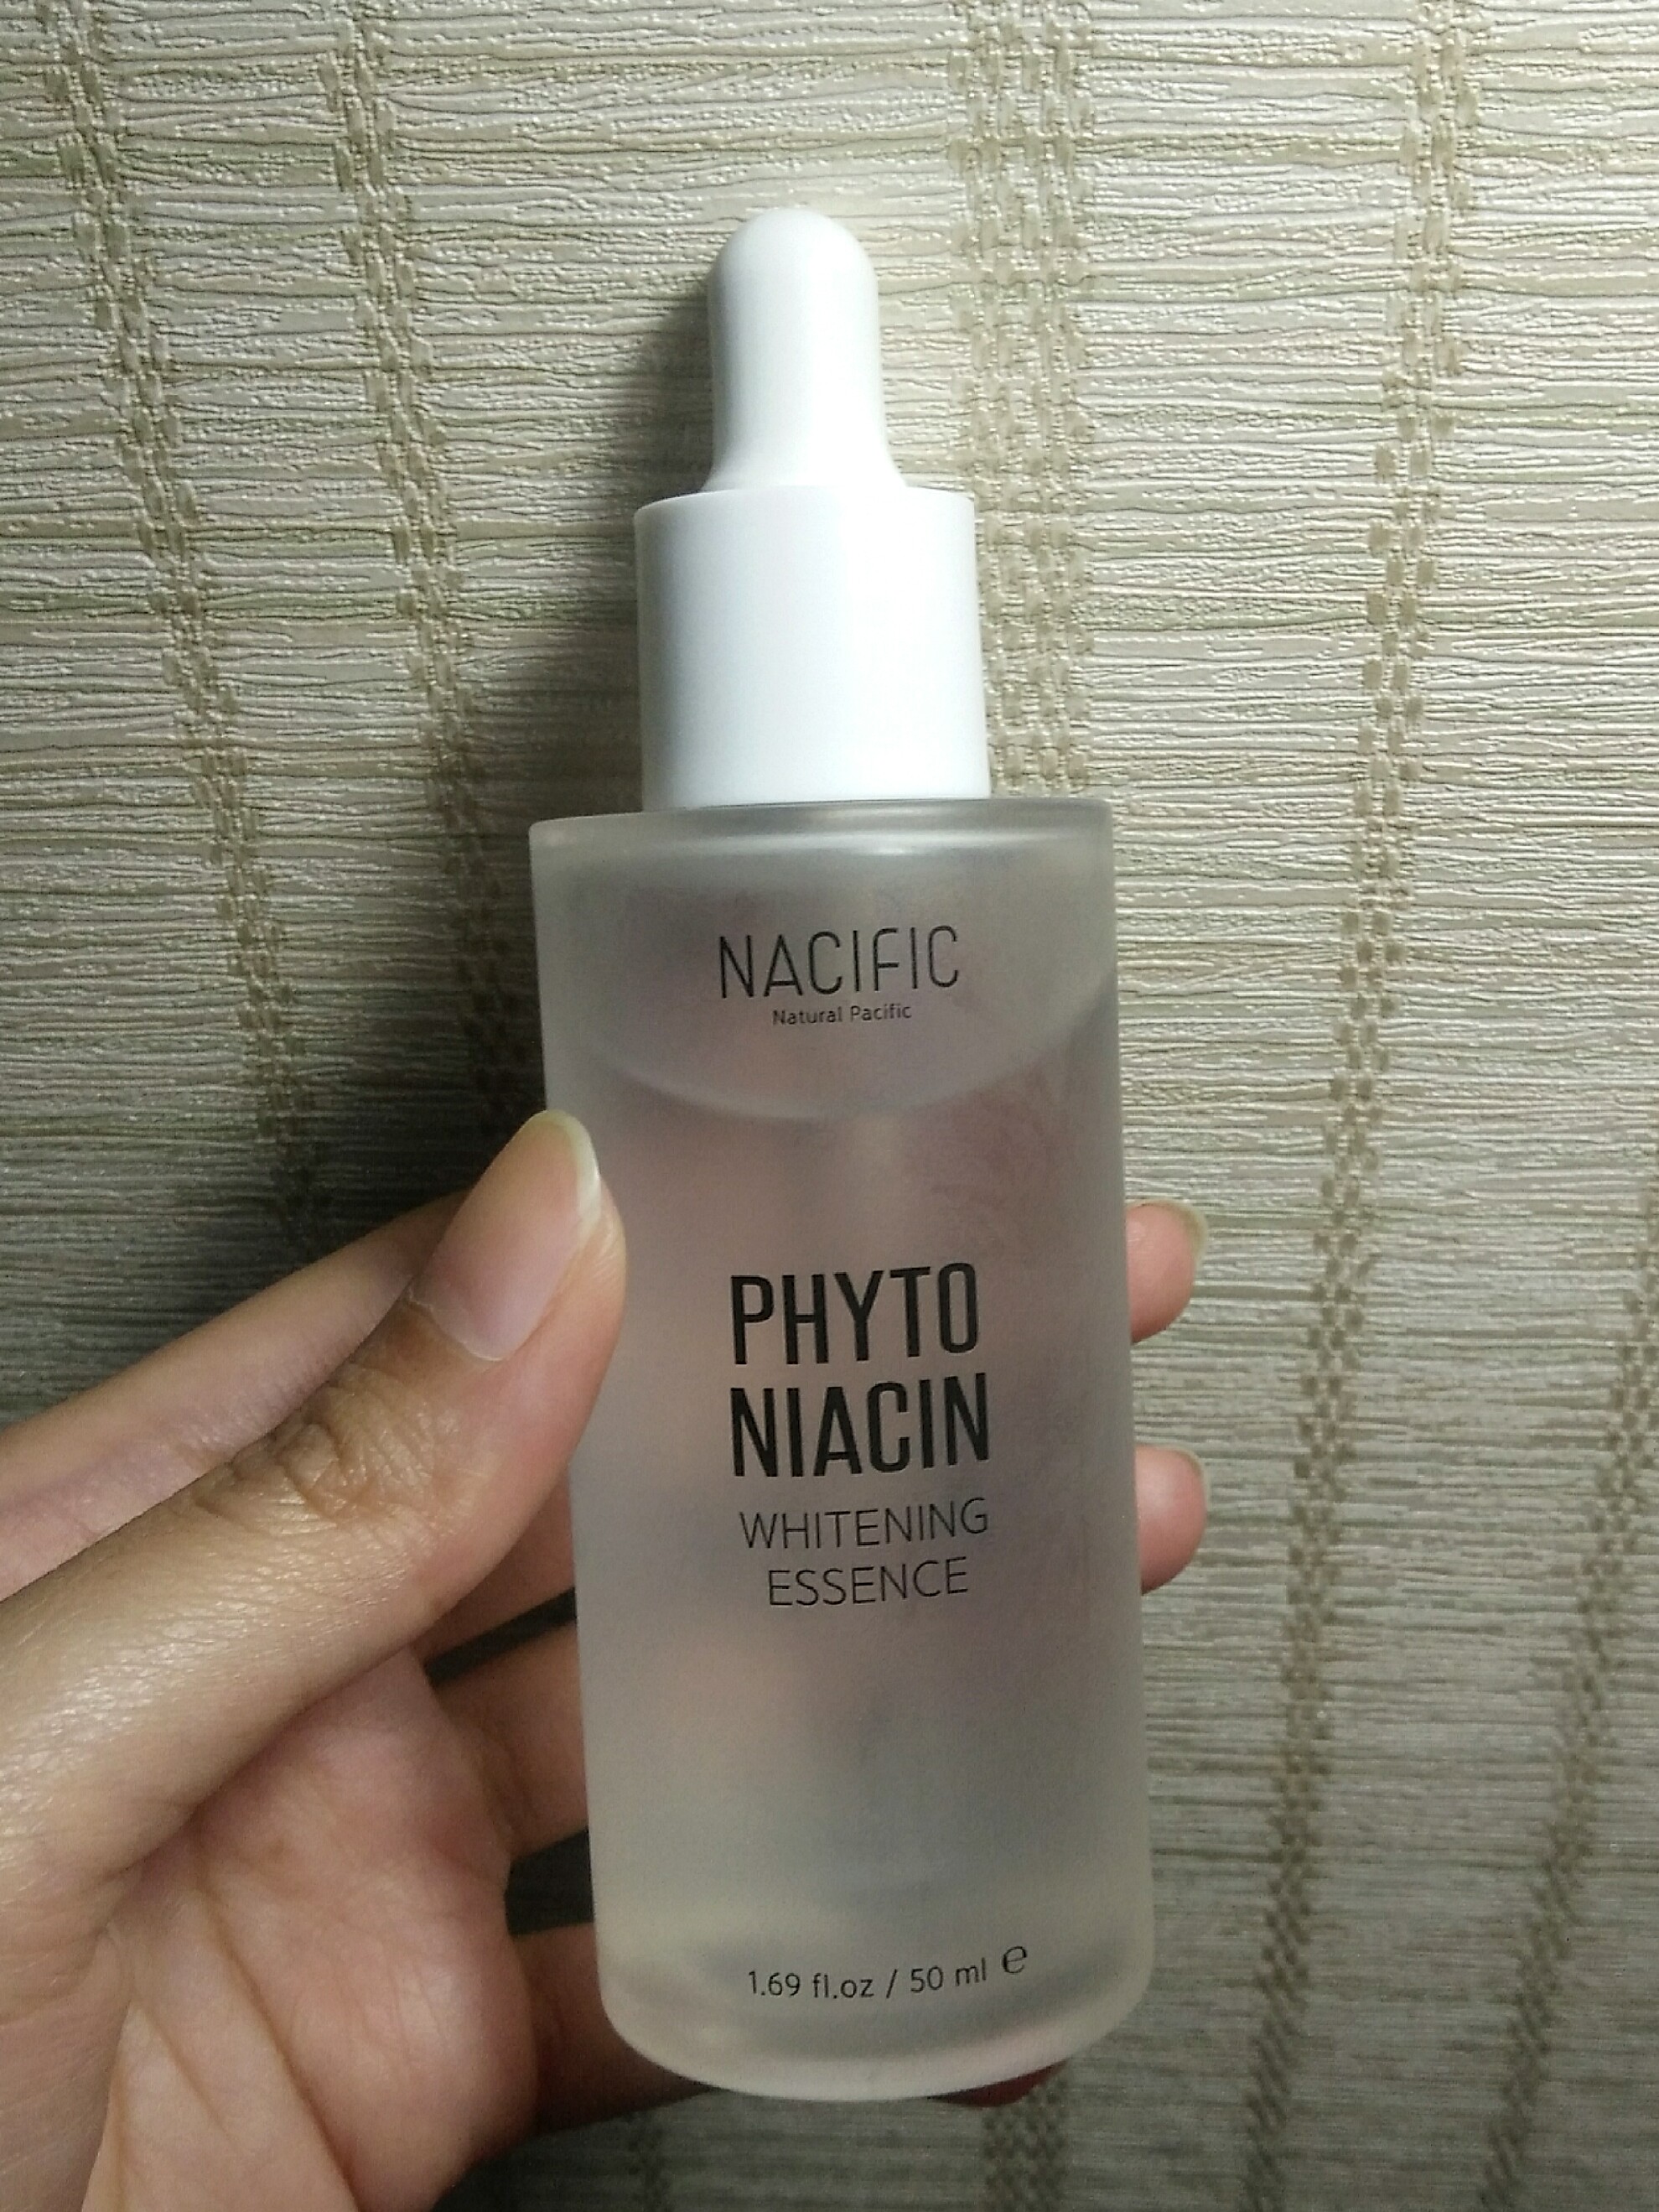 NACIFIC
Natural Pacific
PHYTO
NIACIN
WHITENING
ESSENCE
1.69 fl.oz / 50 ml ℮